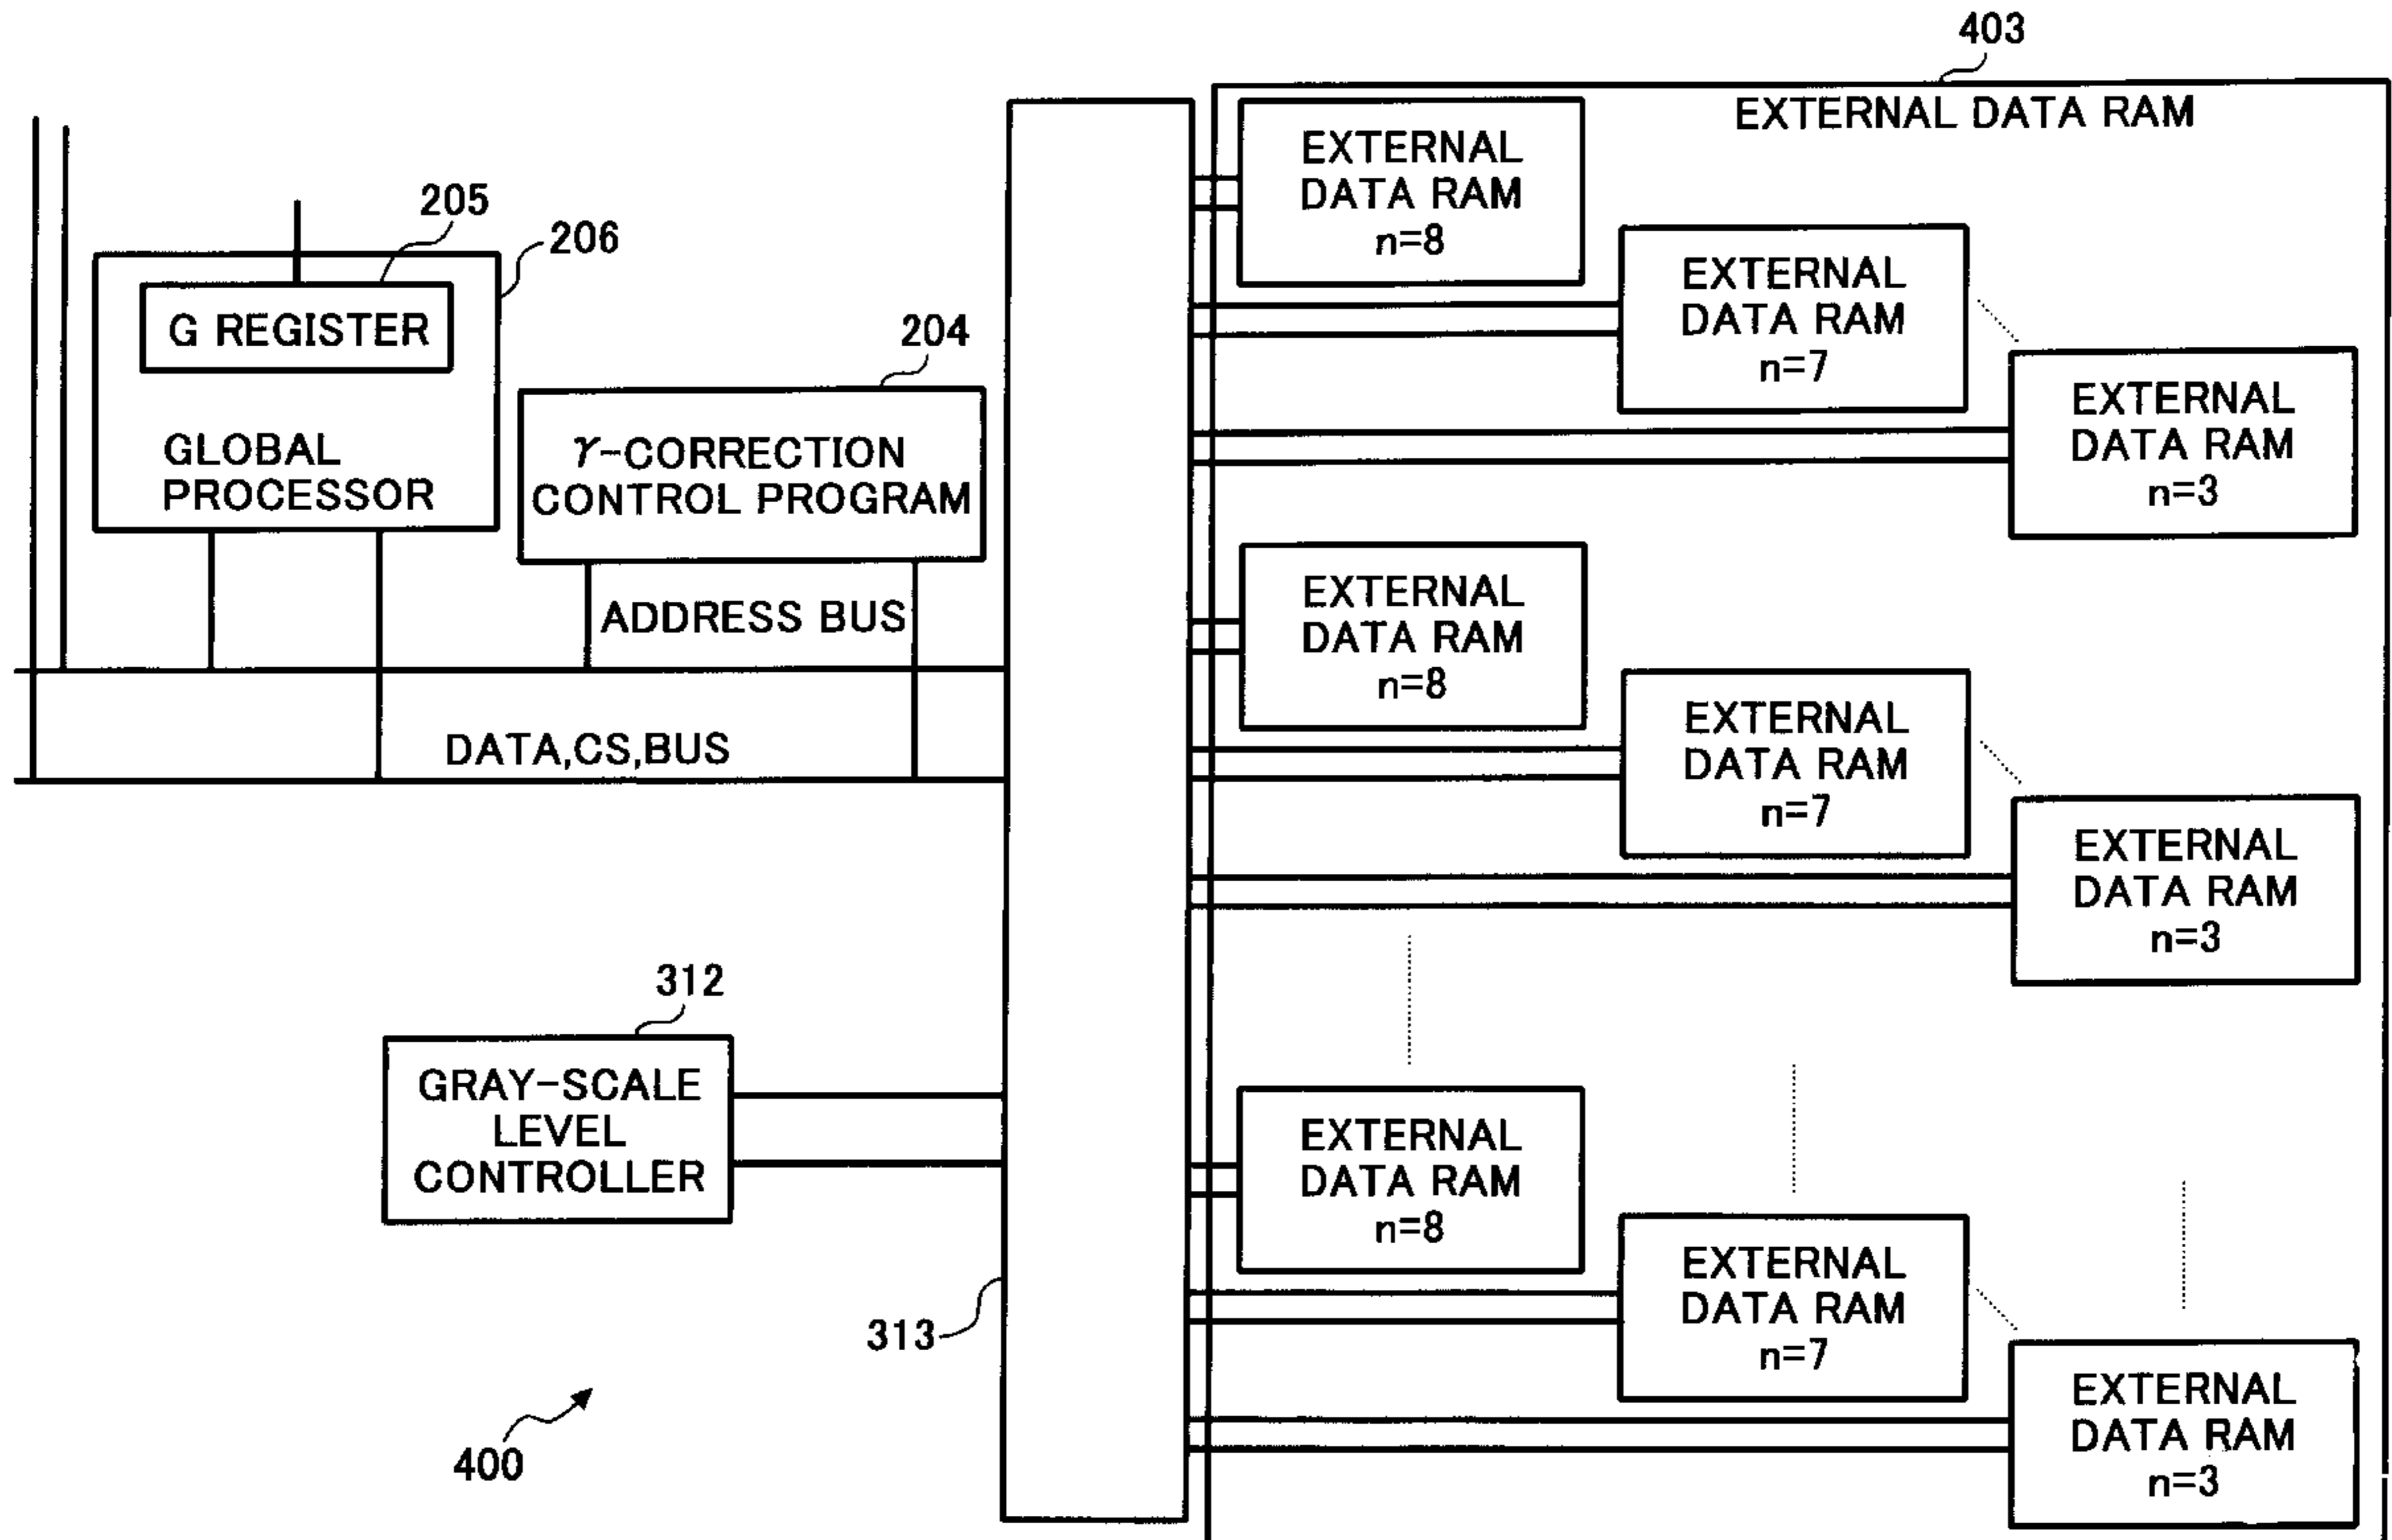 403
EXTERNAL DATA RAM
EXTERNAL
DATA RAM
n=8
205
206
G REGISTER
GLOBAL
PROCESSOR
204
γ-CORRECTION
CONTROL PROGRAM
EXTERNAL
DATA RAM
n=7
EXTERNAL
DATA RAM
n=3
ADDRESS BUS
DATA,CS,BUS
EXTERNAL
DATA RAM
n=8
EXTERNAL
DATA RAM
n=7
EXTERNAL
DATA RAM
n=3
312
GRAY-SCALE
LEVEL
CONTROLLER
313
400
EXTERNAL
DATA RAM
n=8
EXTERNAL
DATA RAM
n=7
EXTERNAL
DATA RAM
n=3